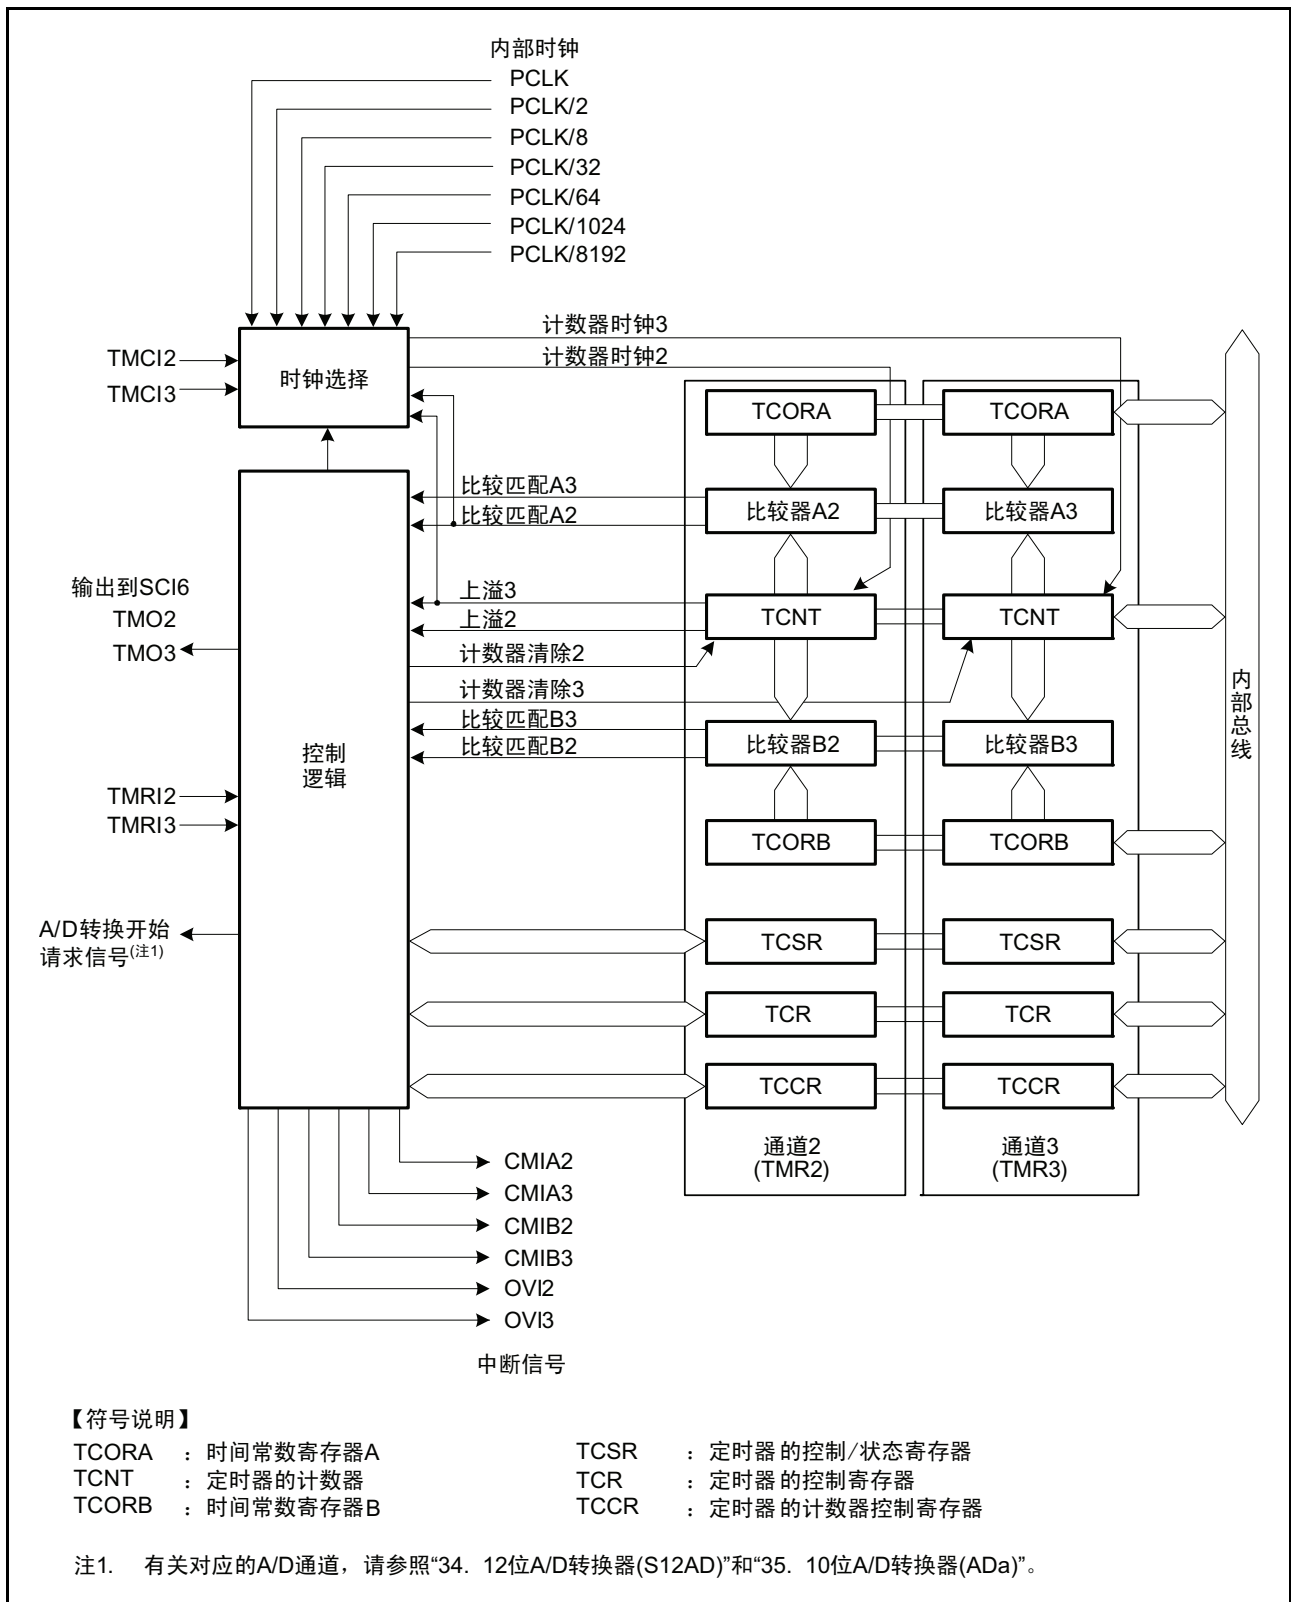 内部时钟
PCLK
PCLK/2
PCLK/8
PCLK/32
PCLK/64
PCLK/1024
PCLK/8192
计数器时钟3
计数器时钟2
TMCI2
TMCI3
时钟选择
TCORA
TCORA
比较匹配A3
比较匹配A2
比较器A2
比较器A3
输出到SCI6
TMO2
TMO3
上溢3
上溢2
TCNT
TCNT
计数器清除2
计数器清除3
比较匹配B3
比较匹配B2
比较器B2
比较器B3
控制
逻辑
内部总线
TMRI2
TMRI3
TCORB
TCORB
A/D转换开始
请求信号(注1)
TCSR
TCSR
TCR
TCR
TCCR
TCCR
通道2
(TMR2)
通道3
(TMR3)
CMIA2
CMIA3
CMIB2
CMIB3
OVI2
OVI3
中断信号
【符号说明】
TCORA : 时间常数寄存器A
TCSR : 定时器的控制/状态寄存器
TCNT : 定时器的计数器
TCR : 定时器的控制寄存器
TCORB : 时间常数寄存器B
TCCR : 定时器的计数器控制寄存器
注1. 有关对应的A/D通道，请参照“34. 12位A/D转换器(S12AD)”和“35. 10位A/D转换器(ADa)”。